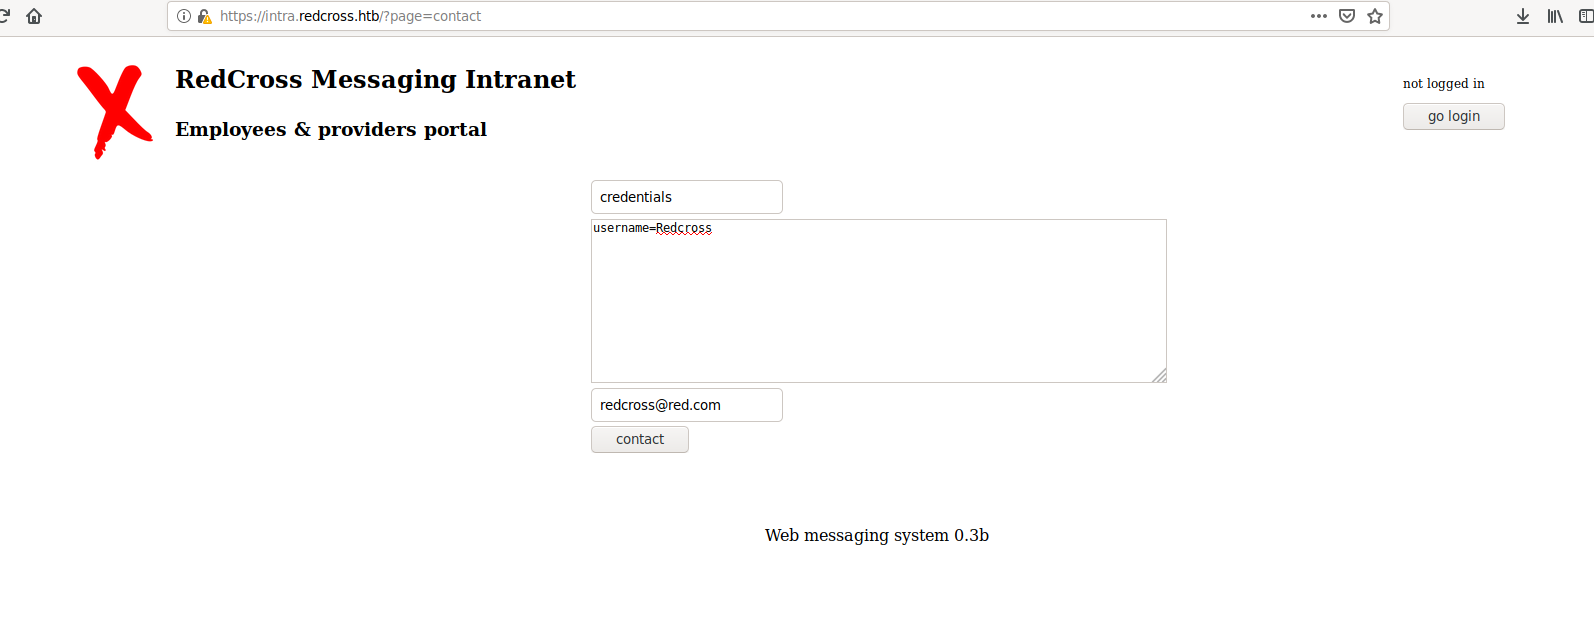 https://intra.redcross.htb/?page=contact
RedCross Messaging Intranet
not logged in
go login
Employees & providers portal
credentials
username=Redcross
redcross@red.com
contact
Web messaging system 0.3b